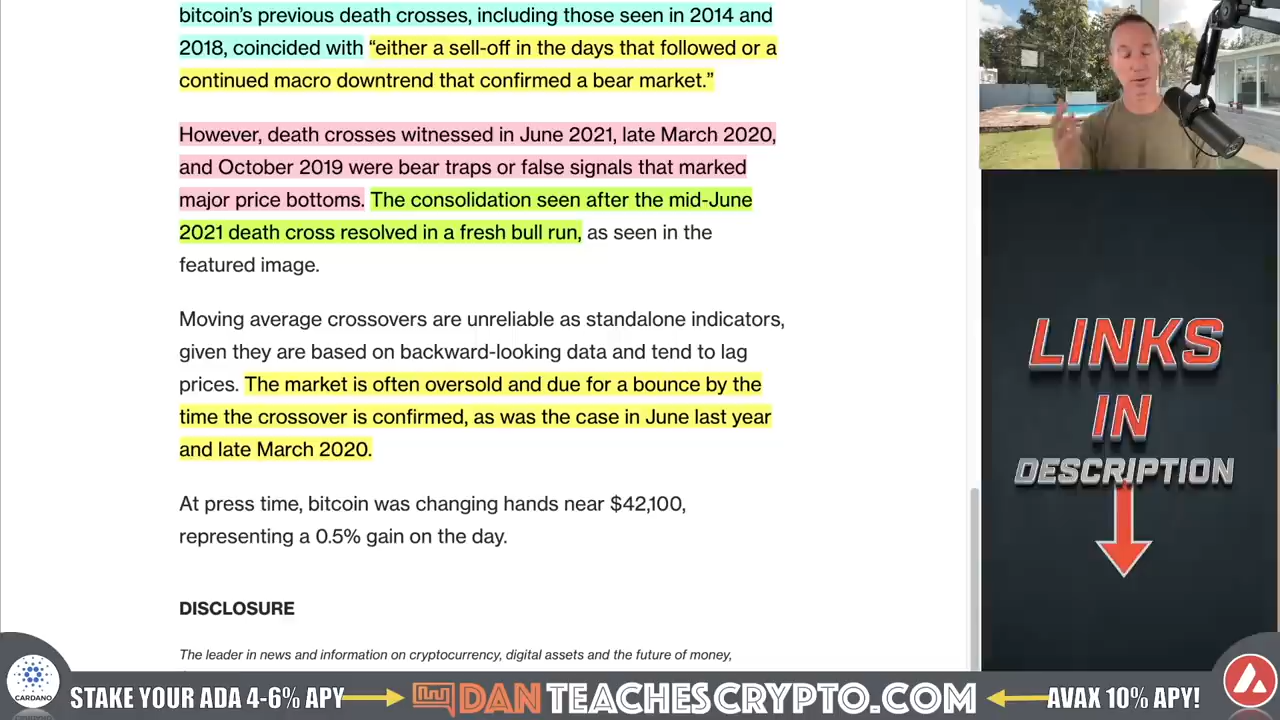 bitcoin’s previous death crosses, including those seen in 2014 and
2018, coincided with “either a sell-off in the days that followed or a
continued macro downtrend that confirmed a bear market.”
However, death crosses witnessed in June 2021, late March 2020,
and October 2019 were bear traps or false signals that marked
major price bottoms. The consolidation seen after the mid-June
2021 death cross resolved in a fresh bull run, as seen in the
featured image.
Moving average crossovers are unreliable as standalone indicators,
given they are based on backward-looking data and tend to lag
prices. The market is often oversold and due for a bounce by the
time the crossover is confirmed, as was the case in June last year
and late March 2020.
At press time, bitcoin was changing hands near $42,100,
representing a 0.5% gain on the day.
DISCLOSURE
The leader in news and information on cryptocurrency, digital assets and the future of money,
LINKS
IN
DESCRIPTION
CARDANO
STAKE YOUR ADA 4-6% APY
DANTEACHESCRYPTO.COM
AVAX 10% APY!